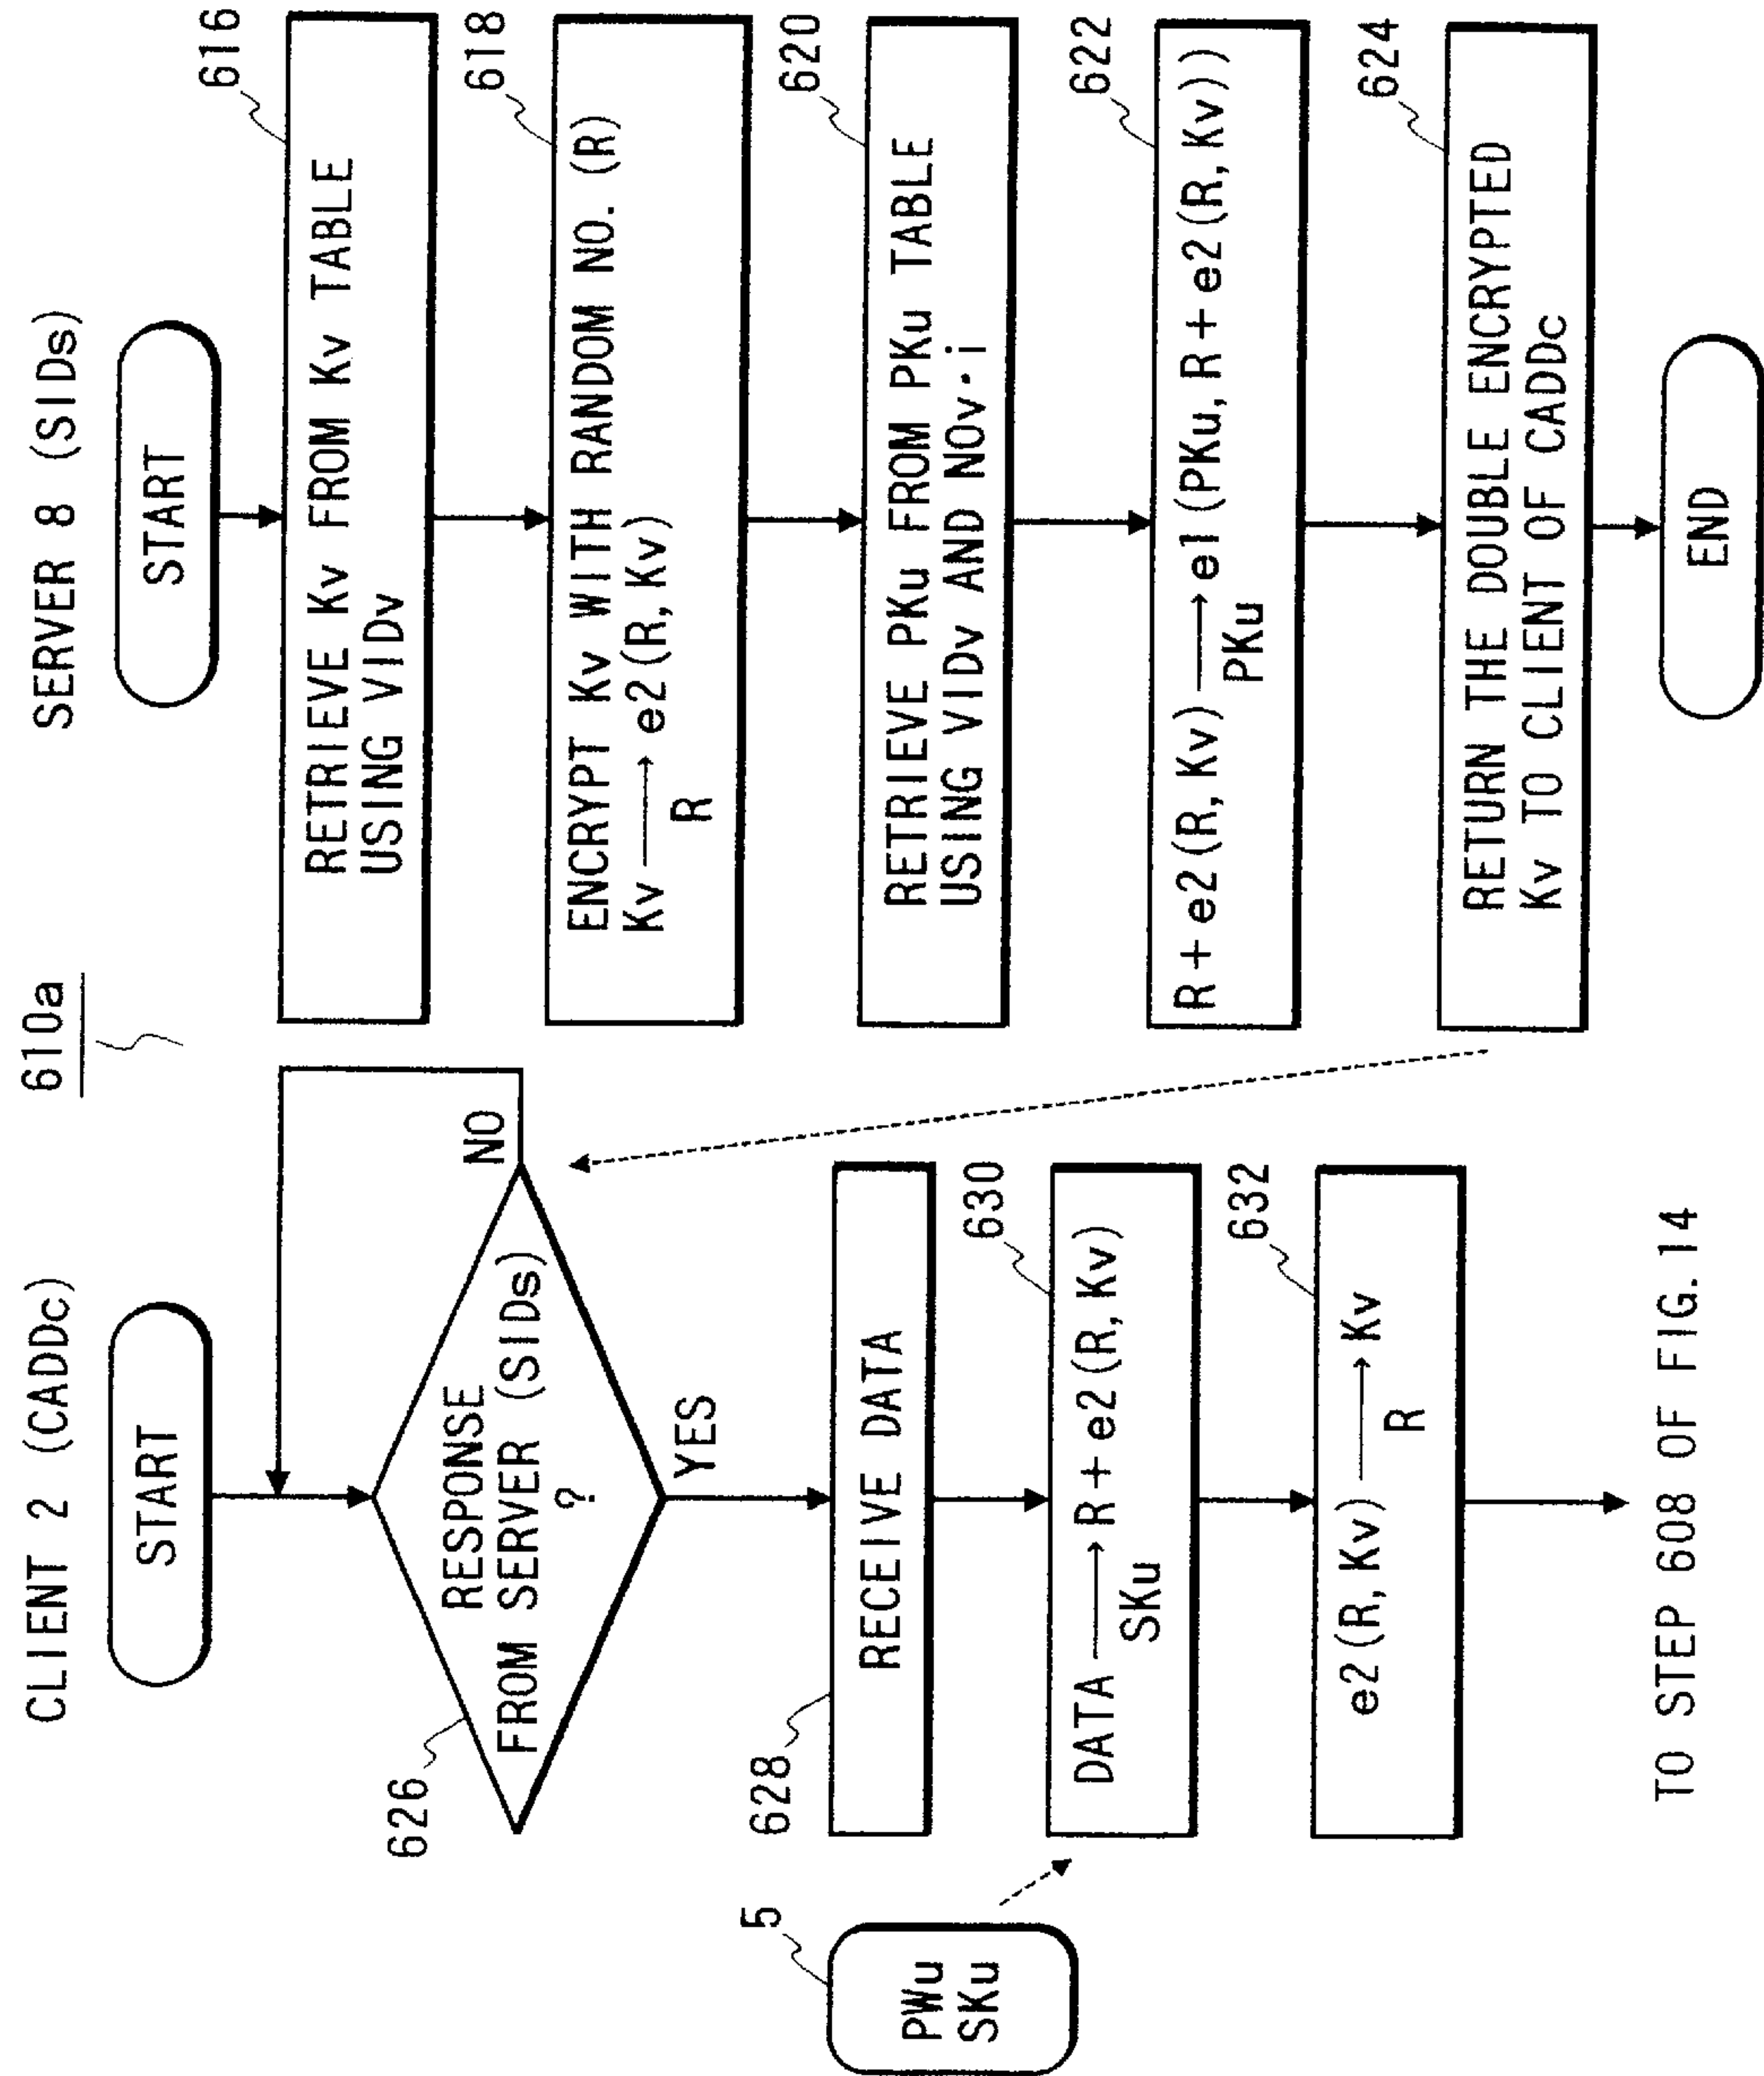 610a
CLIENT 2 (CADDc)
START
626
RESPONSE
FROM SERVER (SIDs)
?
NO
YES
628
RECEIVE DATA
5
PWu
SKu
630
DATA ⟶ R + e2 (R, Kv)
SKu
632
e2 (R, Kv) ⟶ Kv
R
TO STEP 608 OF FIG. 14
SERVER 8 (SIDs)
START
616
RETRIEVE Kv FROM Kv TABLE
USING VIDv
618
ENCRYPT Kv WITH RANDOM NO. (R)
Kv ⟶ e2 (R, Kv)
R
620
RETRIEVE PKu FROM PKu TABLE
USING VIDv AND NOv·i
622
R + e2 (R, Kv) ⟶ e1 (PKu, R + e2 (R, Kv))
PKu
624
RETURN THE DOUBLE ENCRYPTED
Kv TO CLIENT OF CADDc
END